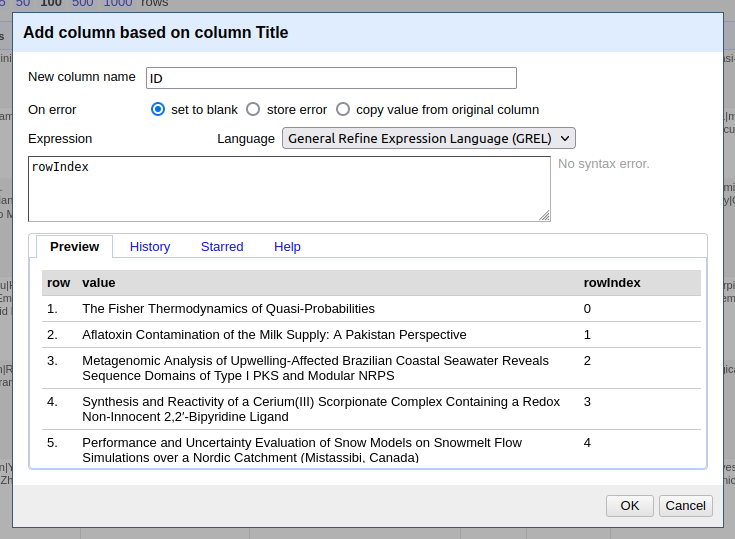 50 100 500 1000 rows
Add column based on column Title
New column name ID
On error set to blank store error copy value from original column
Expression Language General Refine Expression Language (GREL)
rowIndex No syntax error.
Preview History Starred Help
row value rowIndex
1. The Fisher Thermodynamics of Quasi-Probabilities 0
2. Aflatoxin Contamination of the Milk Supply: A Pakistan Perspective 1
3. Metagenomic Analysis of Upwelling-Affected Brazilian Coastal Seawater Reveals 2
Sequence Domains of Type I PKS and Modular NRPS
4. Synthesis and Reactivity of a Cerium(III) Scorpionate Complex Containing a Redox 3
Non-Innocent 2,2′-Bipyridine Ligand
5. Performance and Uncertainty Evaluation of Snow Models on Snowmelt Flow 4
Simulations over a Nordic Catchment (Mistassibi, Canada)
OK Cancel